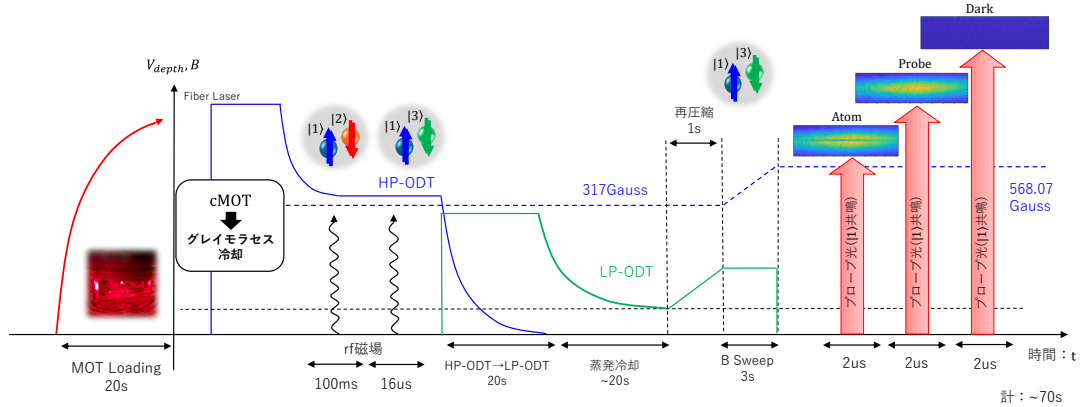 Dark
Probe
Atom
V_depth, B
Fiber Laser
|1⟩ |2⟩
|1⟩ |3⟩
|1⟩ |3⟩
再圧縮
1s
HP-ODT
317Gauss
568.07
Gauss
cMOT
グレイモラセス
冷却
LP-ODT
プローブ光(|1⟩共鳴)
プローブ光(|1⟩共鳴)
プローブ光(|1⟩共鳴)
MOT Loading
20s
rf磁場
100ms
16us
HP-ODT→LP-ODT
20s
蒸発冷却
~20s
B Sweep
3s
2us
2us
2us
時間：t
計：~70s